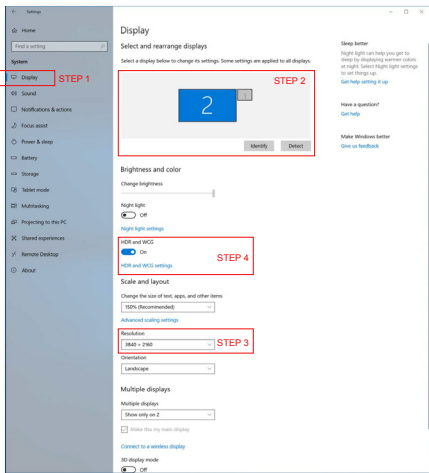 Settings
Home
Find a setting
System
Display
STEP 1
Sound
Notifications & actions
Focus assist
Power & sleep
Battery
Storage
Tablet mode
Multitasking
Projecting to this PC
Shared experiences
Remote Desktop
About
Display
Select and rearrange displays
Select a display below to change its settings. Some settings are applied to all displays.
STEP 2
2
1
Identify
Detect
Brightness and color
Change brightness
Night light
Off
Night light settings
HDR and WCG
On
STEP 4
HDR and WCG settings
Scale and layout
Change the size of text, apps, and other items
150% (Recommended)
Advanced scaling settings
Resolution
3840 × 2160
STEP 3
Orientation
Landscape
Multiple displays
Multiple displays
Show only on 2
Make this my main display
Connect to a wireless display
3D display mode
Off
Sleep better
Night light can help you get to
sleep by displaying warmer colors
at night. Select Night light settings
to set things up.
Get help setting it up
Have a question?
Get help
Make Windows better
Give us feedback